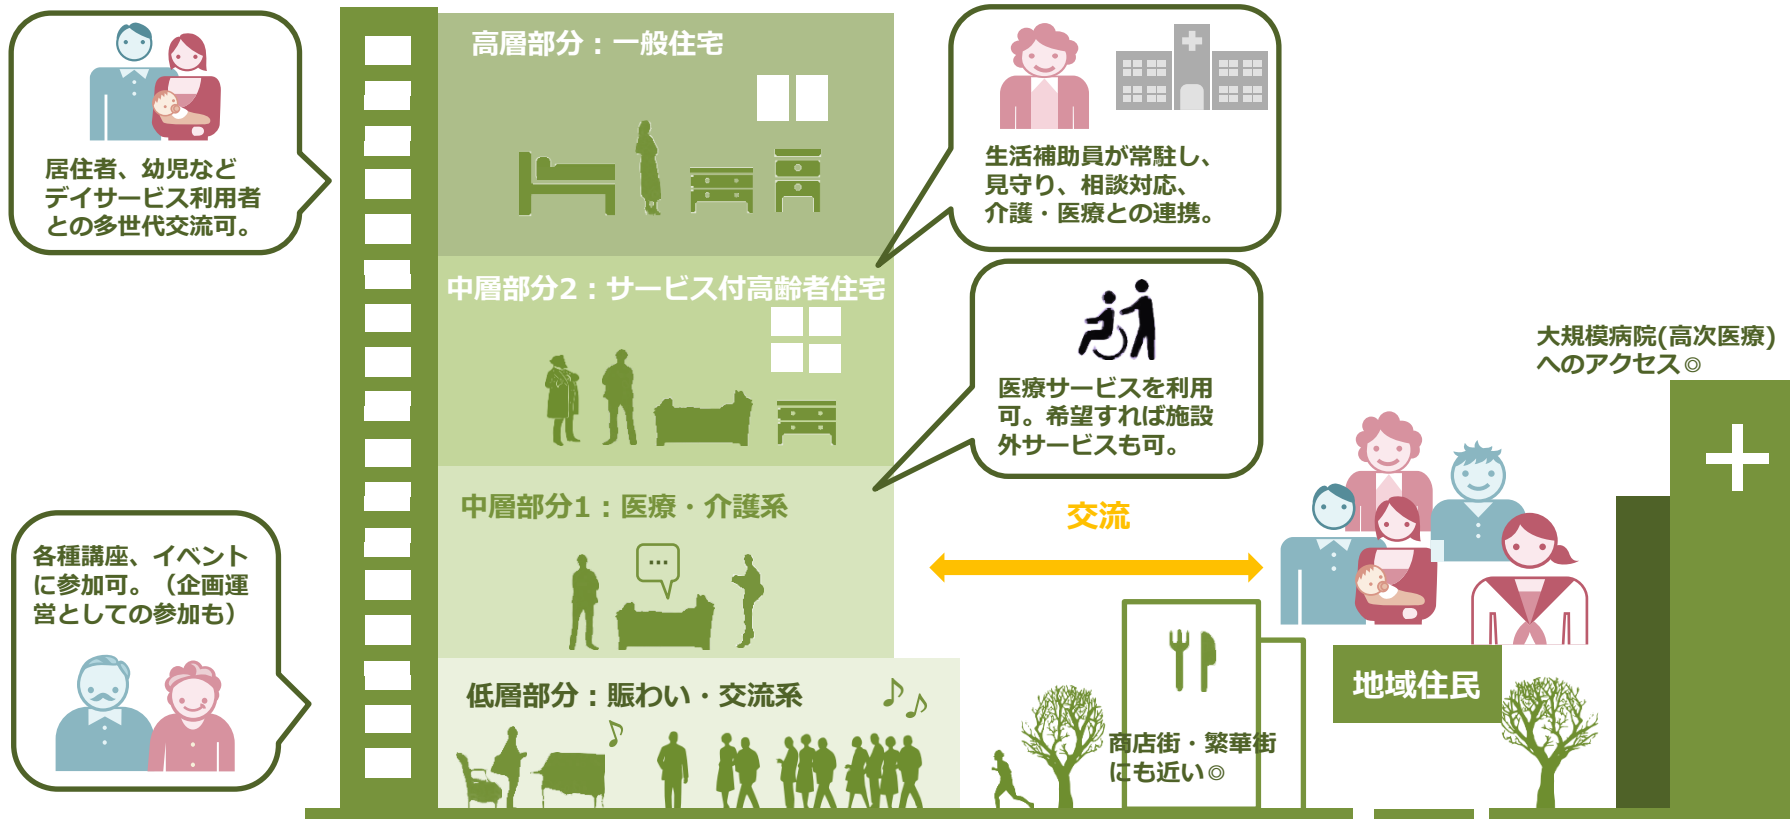 高層部分：一般住宅
居住者、幼児など
デイサービス利用者
との多世代交流可。
生活補助員が常駐し、
見守り、相談対応、
介護・医療との連携。
中層部分2：サービス付高齢者住宅
医療サービスを利用
可。希望すれば施設
外サービスも可。
大規模病院(高次医療)
へのアクセス◎
中層部分1：医療・介護系
…
交流
各種講座、イベント
に参加可。（企画運
営としての参加も）
低層部分：賑わい・交流系
地域住民
商店街・繁華街
にも近い◎